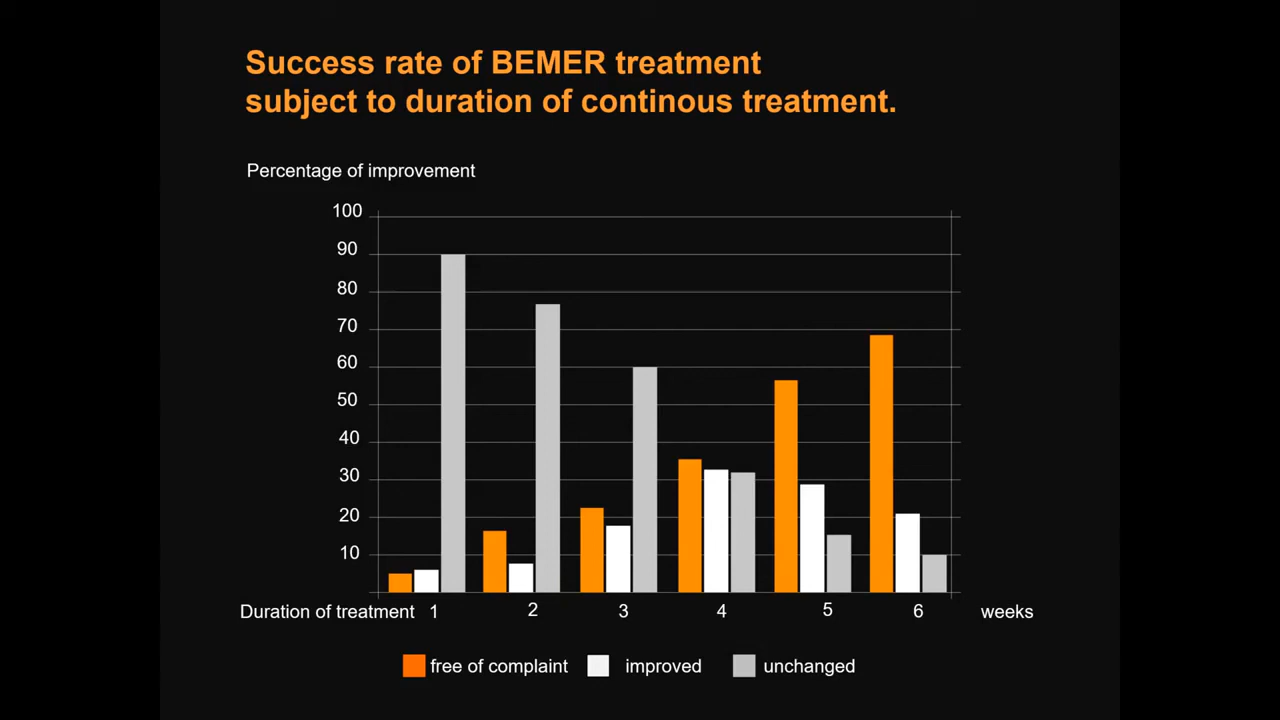 Success rate of BEMER treatment
subject to duration of continous treatment.
Percentage of improvement
100
90
80
70
60
50
40
30
20
10
Duration of treatment 1 2 3 4 5 6 weeks
free of complaint improved unchanged